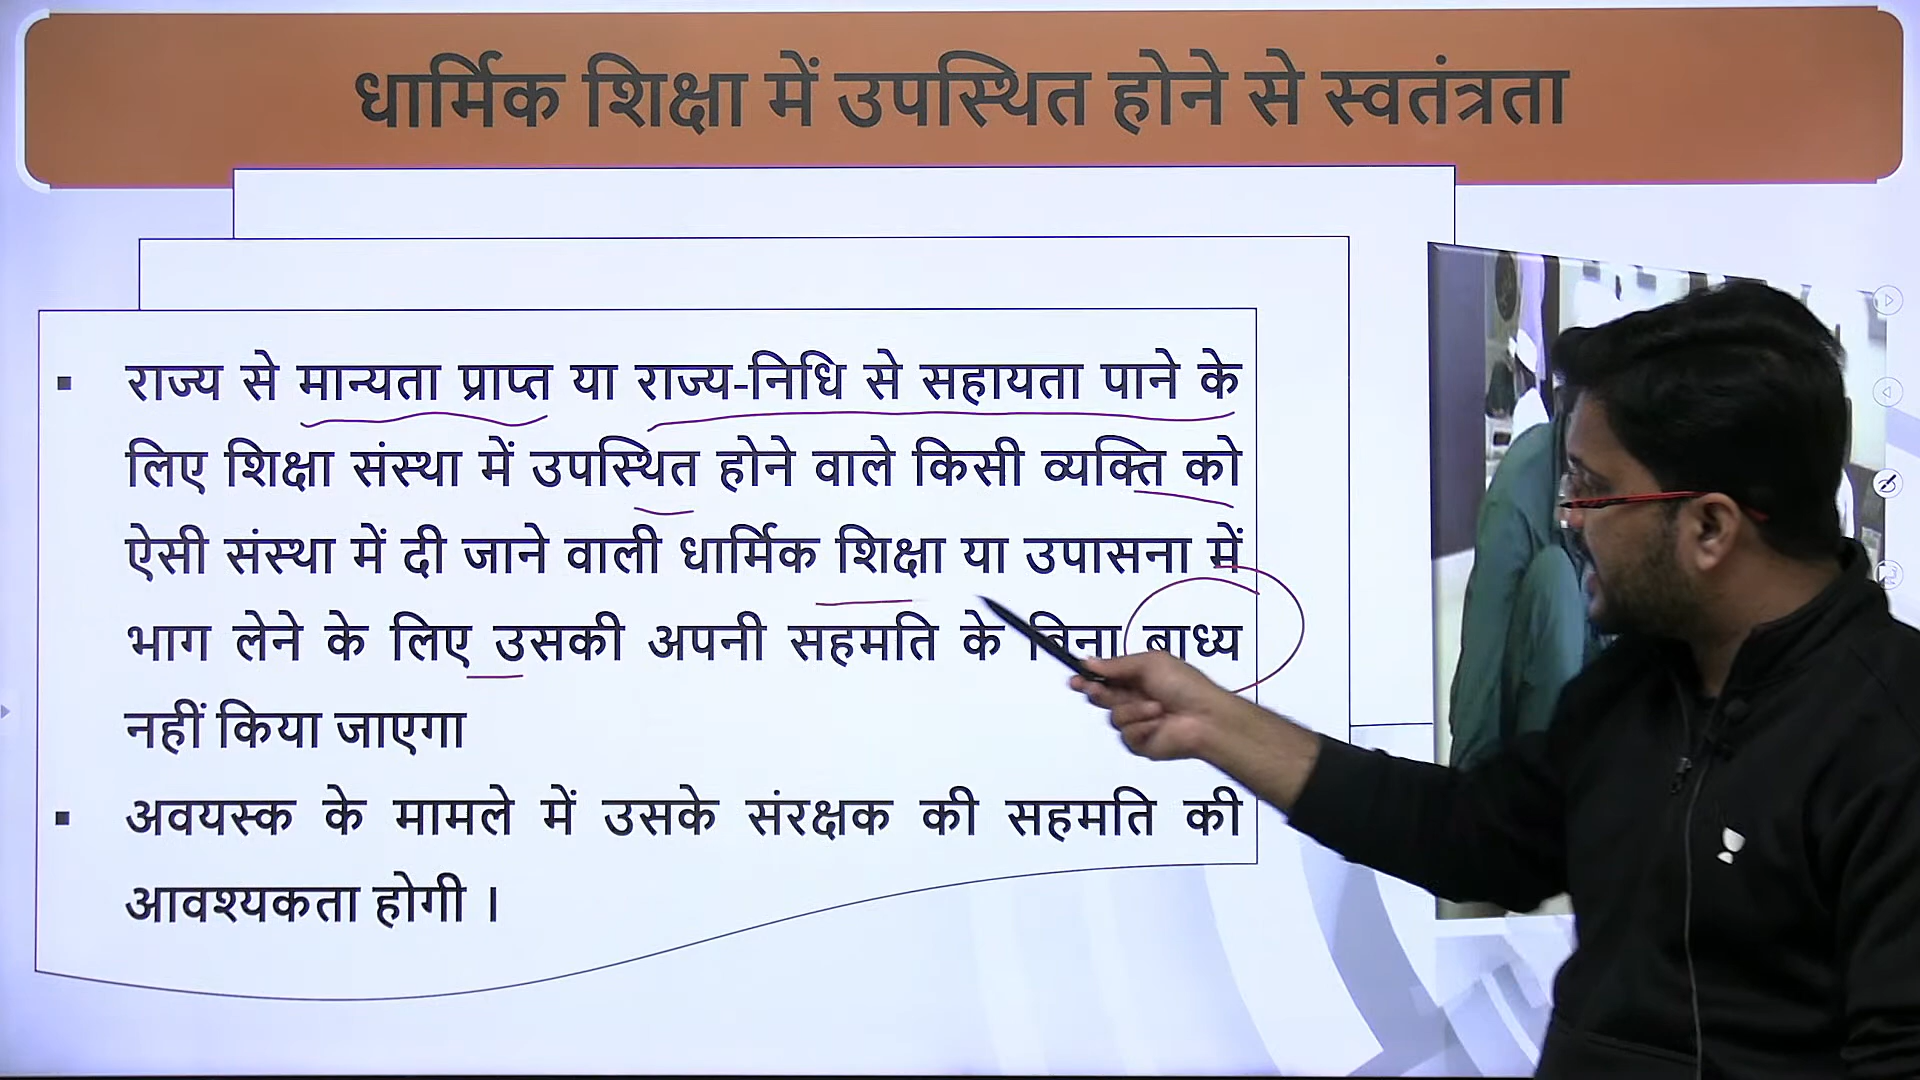 धार्मिक शिक्षा में उपस्थित होने से स्वतंत्रता
▪ राज्य से मान्यता प्राप्त या राज्य-निधि से सहायता पाने के
लिए शिक्षा संस्था में उपस्थित होने वाले किसी व्यक्ति को
ऐसी संस्था में दी जाने वाली धार्मिक शिक्षा या उपासना में
भाग लेने के लिए उसकी अपनी सहमति के बिना बाध्य
नहीं किया जाएगा
▪ अवयस्क के मामले में उसके संरक्षक की सहमति की
आवश्यकता होगी ।